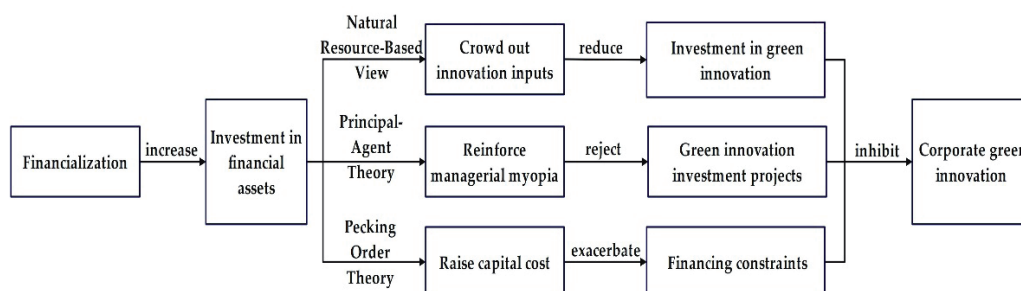 Financialization
increase
Investment in
financial
assets
Natural
Resource-Based
View
Crowd out
innovation inputs
reduce
Investment in green
innovation
Principal-
Agent
Theory
Reinforce
managerial myopia
reject
Green innovation
investment projects
Pecking
Order
Theory
Raise capital cost
exacerbate
Financing constraints
inhibit
Corporate green
innovation